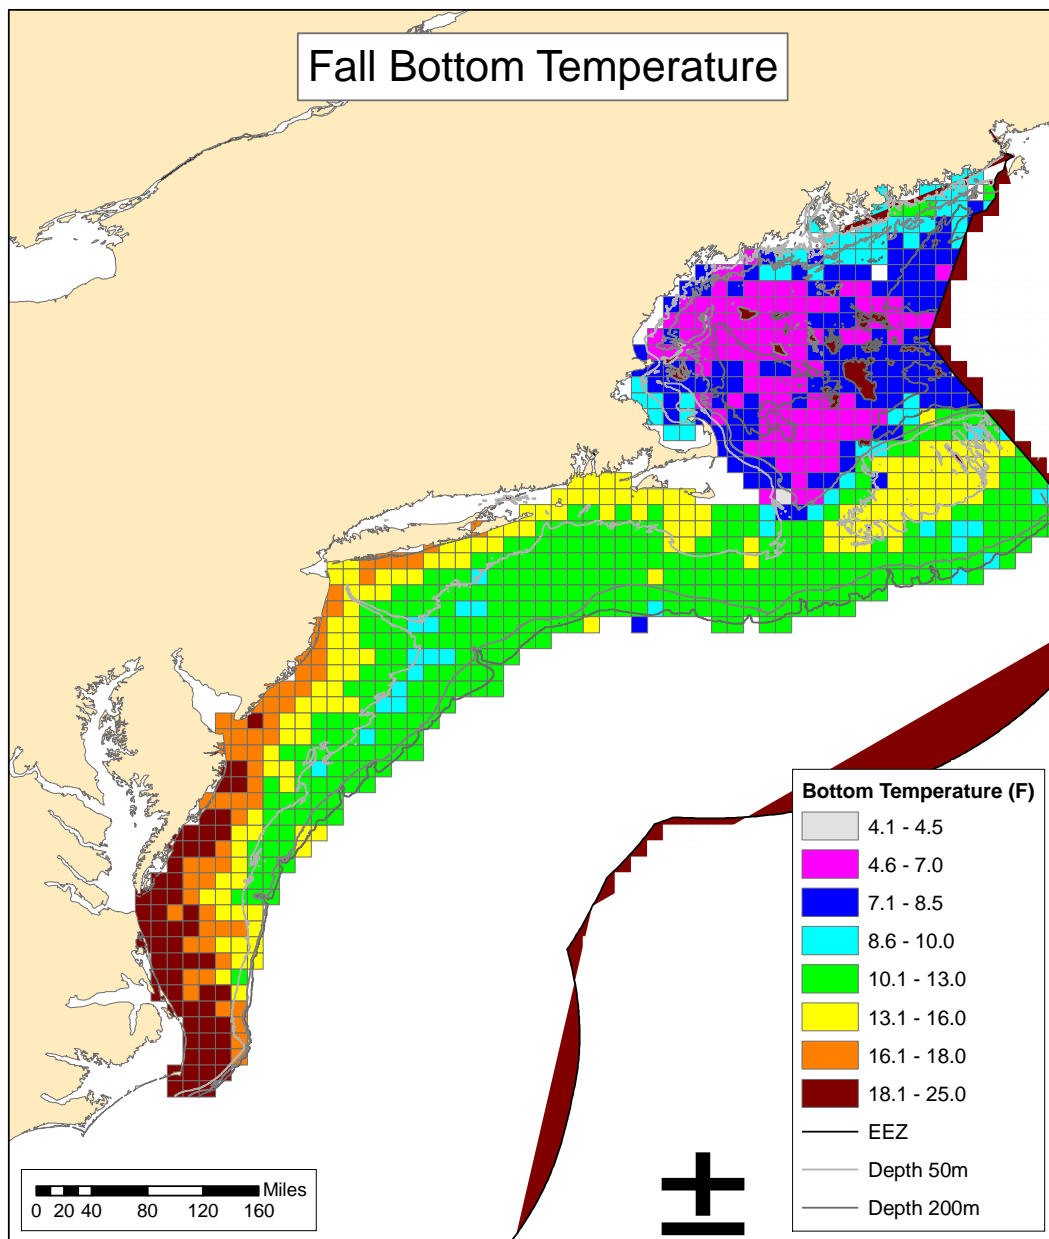 Fall Bottom Temperature
Bottom Temperature (F)
4.1 - 4.5
4.6 - 7.0
7.1 - 8.5
8.6 - 10.0
10.1 - 13.0
13.1 - 16.0
16.1 - 18.0
18.1 - 25.0
EEZ
Depth 50m
Depth 200m
Miles
0 20 40 80 120 160
±